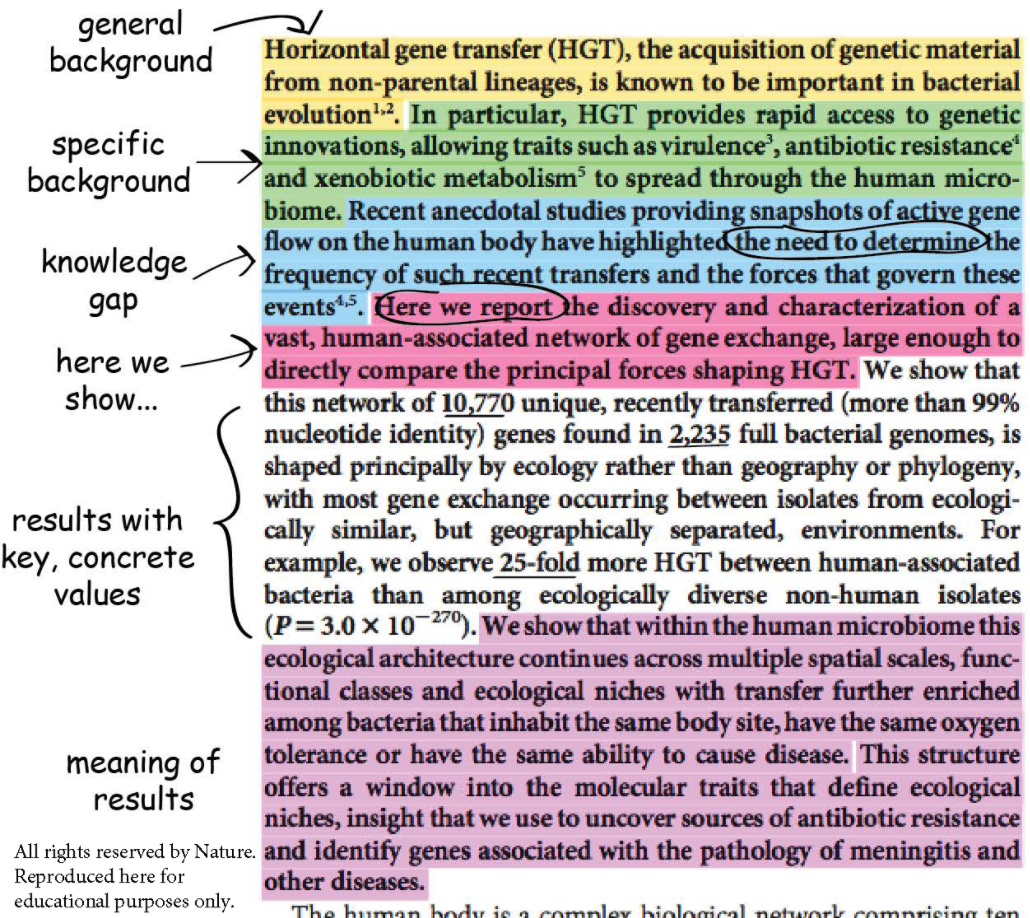 general
background
specific
background
knowledge
gap
here we
show...
results with
key, concrete
values
meaning of
results
All rights reserved by Nature.
Reproduced here for
educational purposes only.
Horizontal gene transfer (HGT), the acquisition of genetic material
from non-parental lineages, is known to be important in bacterial
evolution¹,². In particular, HGT provides rapid access to genetic
innovations, allowing traits such as virulence³, antibiotic resistance⁴
and xenobiotic metabolism⁵ to spread through the human micro-
biome. Recent anecdotal studies providing snapshots of active gene
flow on the human body have highlighted the need to determine the
frequency of such recent transfers and the forces that govern these
events⁴,⁵. Here we report the discovery and characterization of a
vast, human-associated network of gene exchange, large enough to
directly compare the principal forces shaping HGT. We show that
this network of 10,770 unique, recently transferred (more than 99%
nucleotide identity) genes found in 2,235 full bacterial genomes, is
shaped principally by ecology rather than geography or phylogeny,
with most gene exchange occurring between isolates from ecologi-
cally similar, but geographically separated, environments. For
example, we observe 25-fold more HGT between human-associated
bacteria than among ecologically diverse non-human isolates
(P = 3.0 × 10⁻²⁷⁰). We show that within the human microbiome this
ecological architecture continues across multiple spatial scales, func-
tional classes and ecological niches with transfer further enriched
among bacteria that inhabit the same body site, have the same oxygen
tolerance or have the same ability to cause disease. This structure
offers a window into the molecular traits that define ecological
niches, insight that we use to uncover sources of antibiotic resistance
and identify genes associated with the pathology of meningitis and
other diseases.
The human body is a complex biological network comprising ten